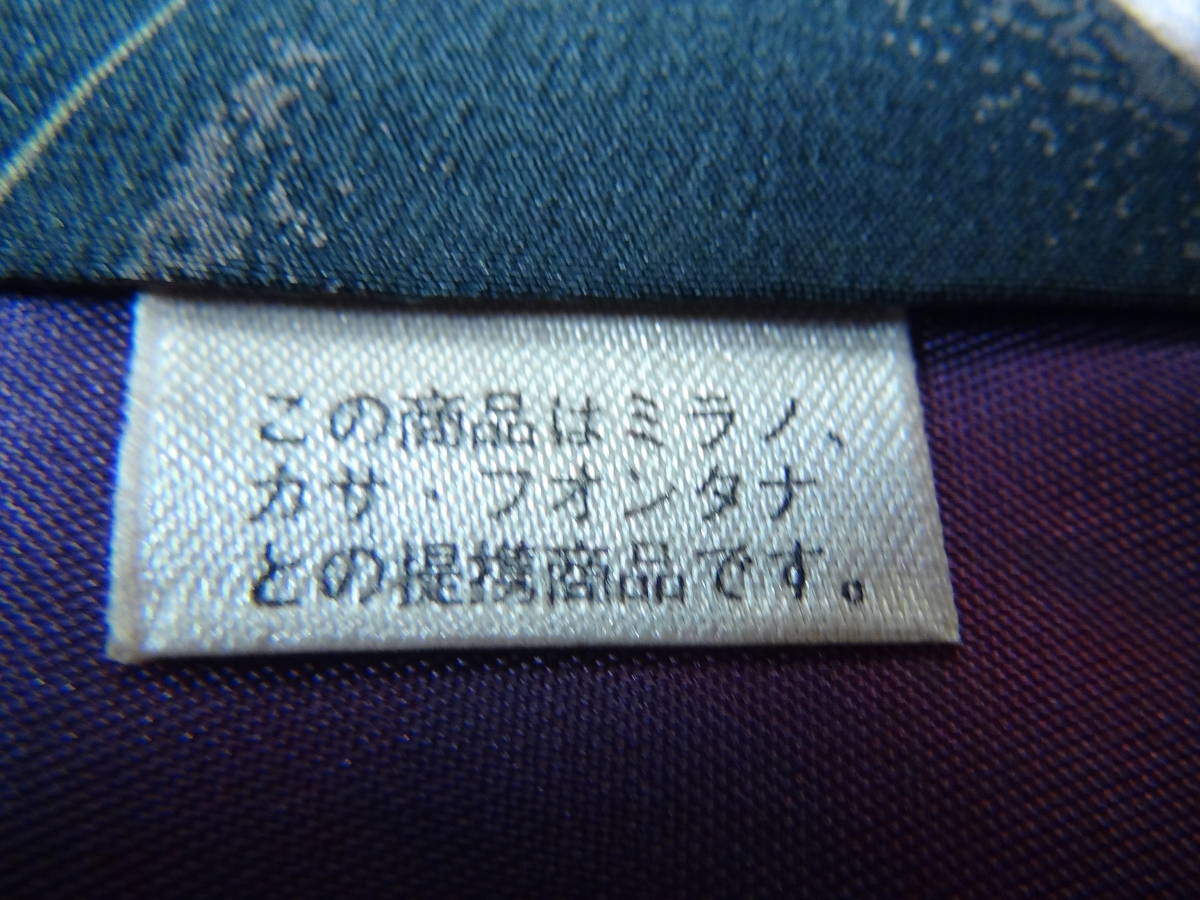 この商品はミラノ、
カサ・フオンタナ
との提携商品です。